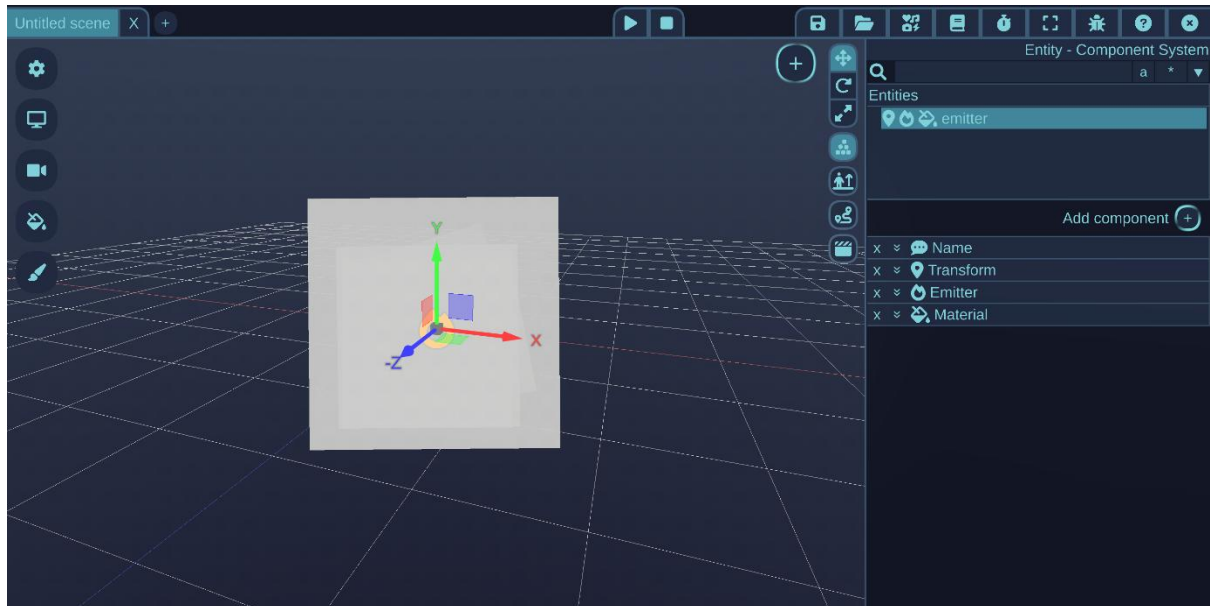 Untitled scene X +
Entity - Component System
a * ▼
Entities
emitter
Add component +
x Name
x Transform
x Emitter
x Material
Y
X
-Z